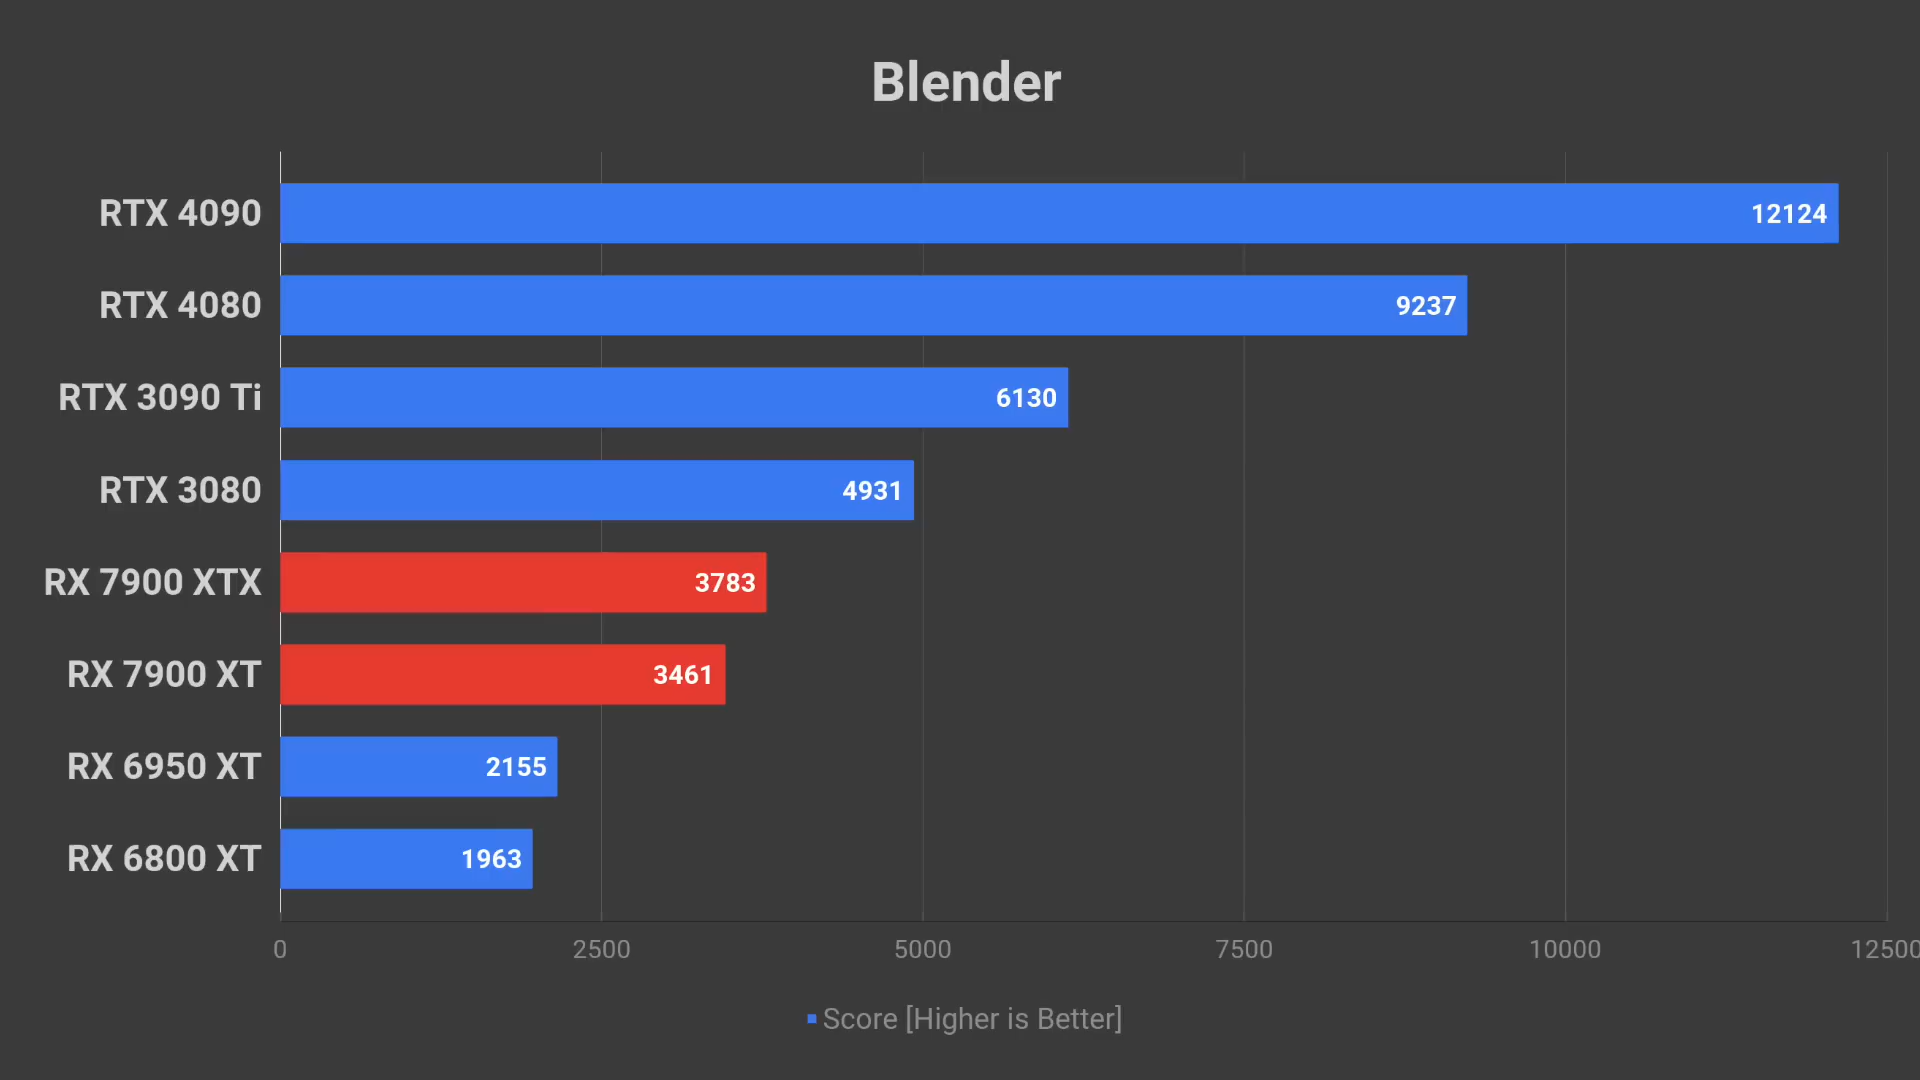 Blender
RTX 4090 12124
RTX 4080 9237
RTX 3090 Ti 6130
RTX 3080 4931
RX 7900 XTX 3783
RX 7900 XT 3461
RX 6950 XT 2155
RX 6800 XT 1963
0 2500 5000 7500 10000 12500
Score [Higher is Better]